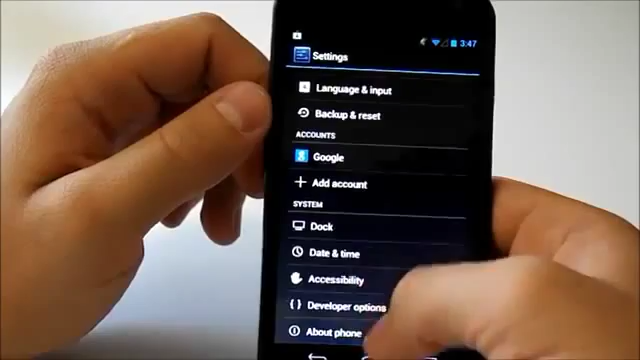 3:47
Settings
Language & input
Backup & reset
ACCOUNTS
Google
Add account
SYSTEM
Dock
Date & time
Accessibility
Developer options
About phone